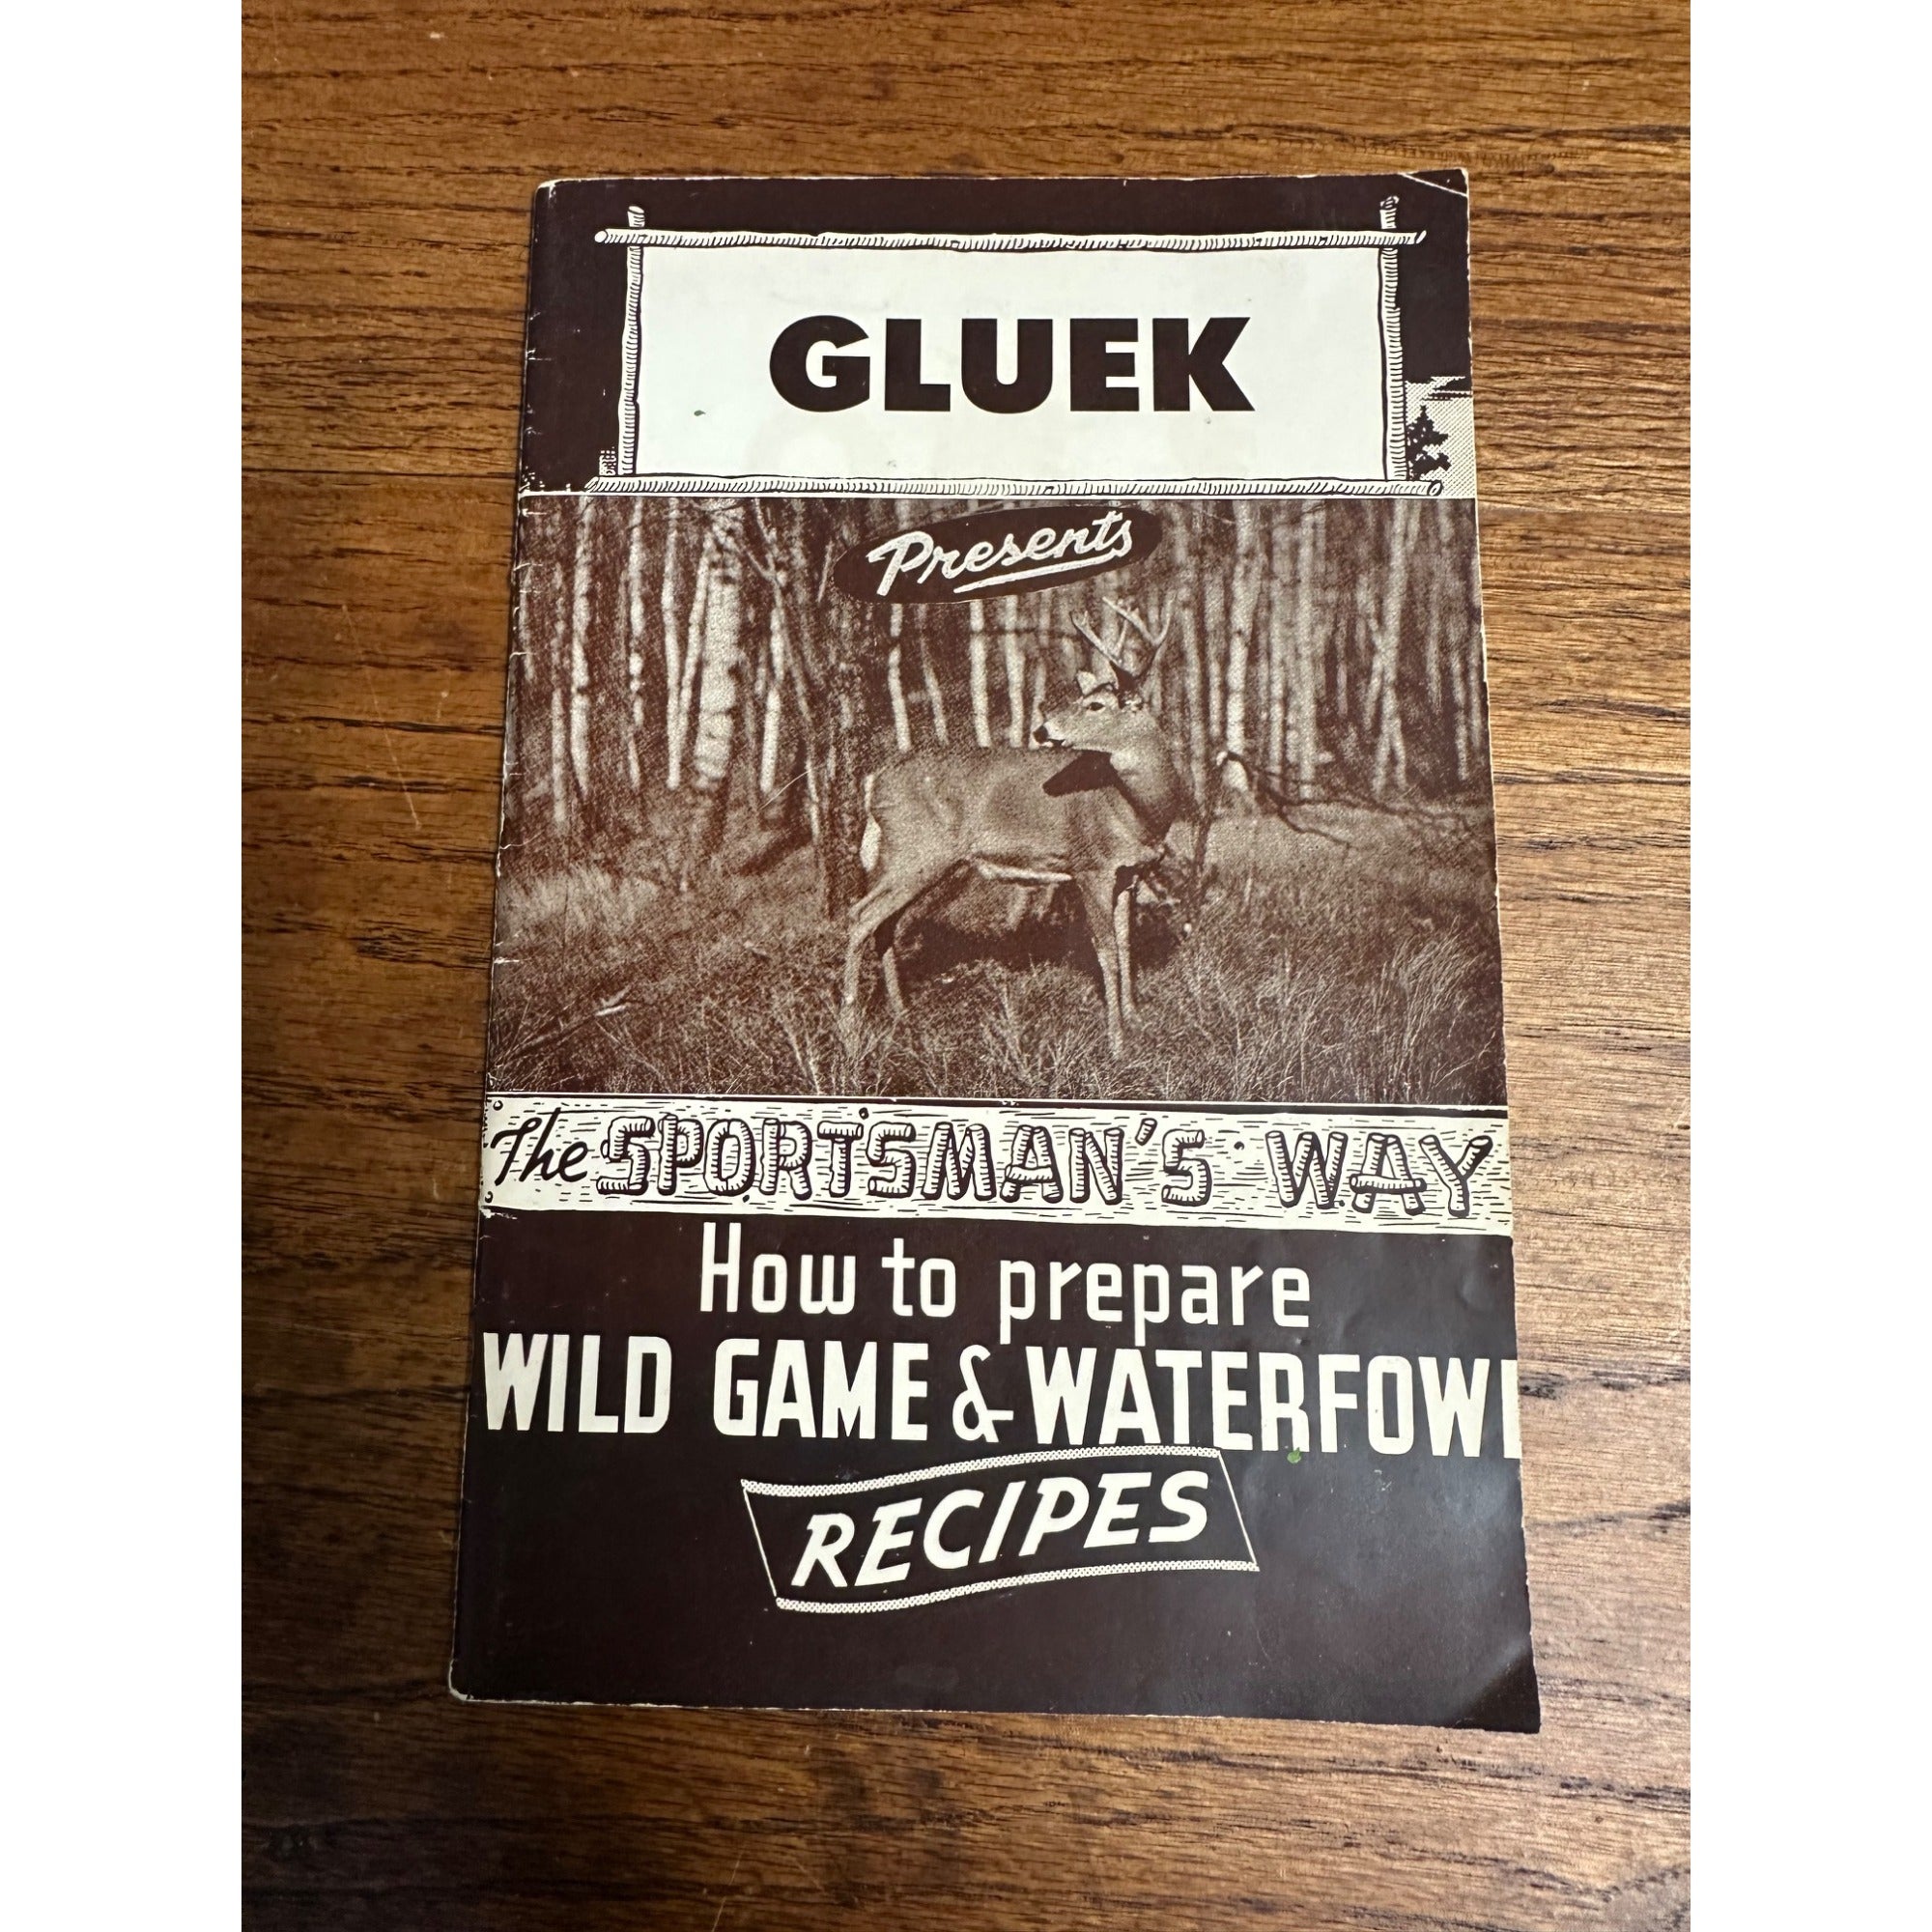 GLUEK
Presents
The SPORTSMAN'S WAY
How to prepare
WILD GAME & WATERFOWL
RECIPES